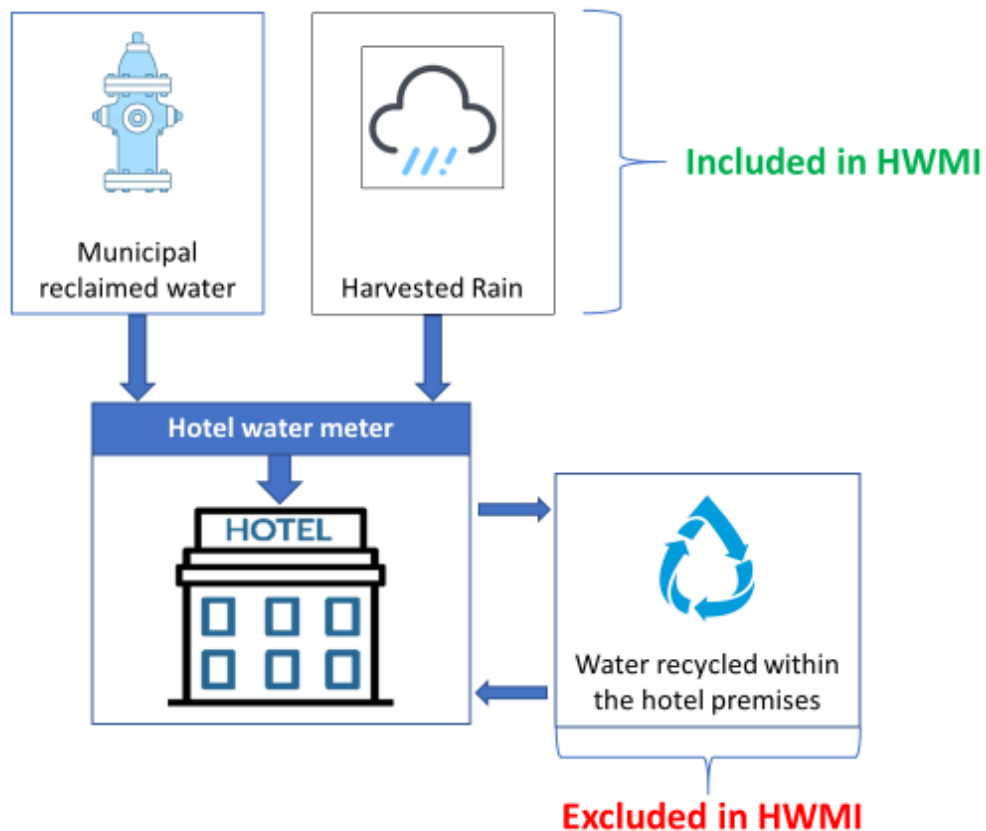 Municipal
reclaimed water
Harvested Rain
Included in HWMI
Hotel water meter
HOTEL
Water recycled within
the hotel premises
Excluded in HWMI